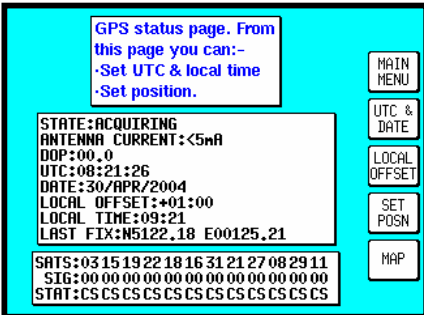 GPS status page. From
this page you can:-
·Set UTC & local time
·Set position.
STATE:ACQUIRING
ANTENNA CURRENT:<5mA
DOP:00.0
UTC:08:21:26
DATE:30/APR/2004
LOCAL OFFSET:+01:00
LOCAL TIME:09:21
LAST FIX:N5122.18 E00125.21
SATS:03 15 19 22 18 16 31 21 27 08 29 11
SIG:00 00 00 00 00 00 00 00 00 00 00 00
STAT:CS CS CS CS CS CS CS CS CS CS CS CS
MAIN
MENU
UTC &
DATE
LOCAL
OFFSET
SET
POSN
MAP